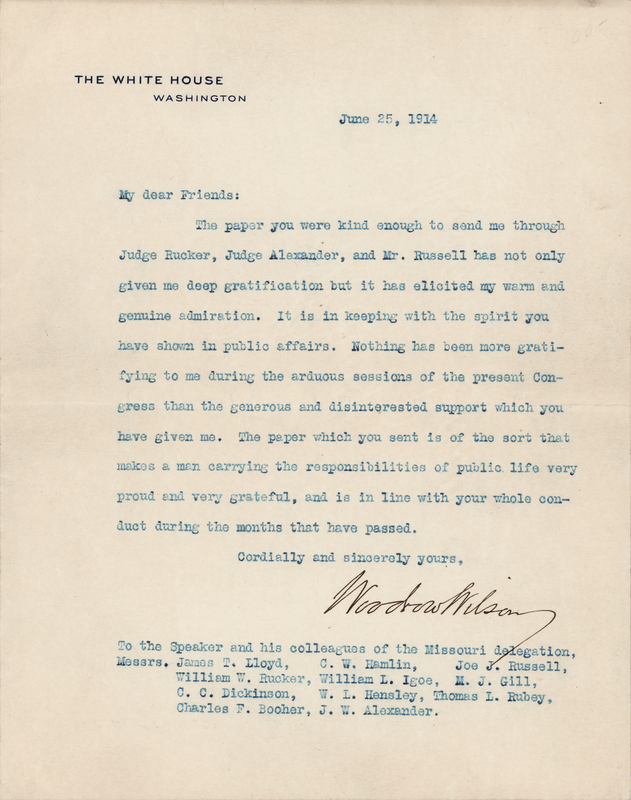 THE WHITE HOUSE
WASHINGTON
June 25, 1914
My dear Friends:
The paper you were kind enough to send me through
Judge Rucker, Judge Alexander, and Mr. Russell has not only
given me deep gratification but it has elicited my warm and
genuine admiration. It is in keeping with the spirit you
have shown in public affairs. Nothing has been more grati-
fying to me during the arduous sessions of the present Con-
gress than the generous and disinterested support which you
have given me. The paper which you sent is of the sort that
makes a man carrying the responsibilities of public life very
proud and very grateful, and is in line with your whole con-
duct during the months that have passed.
Cordially and sincerely yours,
Woodrow Wilson
To the Speaker and his colleagues of the Missouri delegation,
Messrs. James T. Lloyd, C. W. Hamlin, Joe J. Russell,
William W. Rucker, William L. Igoe, M. J. Gill,
C. C. Dickinson, W. L. Hensley, Thomas L. Rubey,
Charles F. Booher, J. W. Alexander.